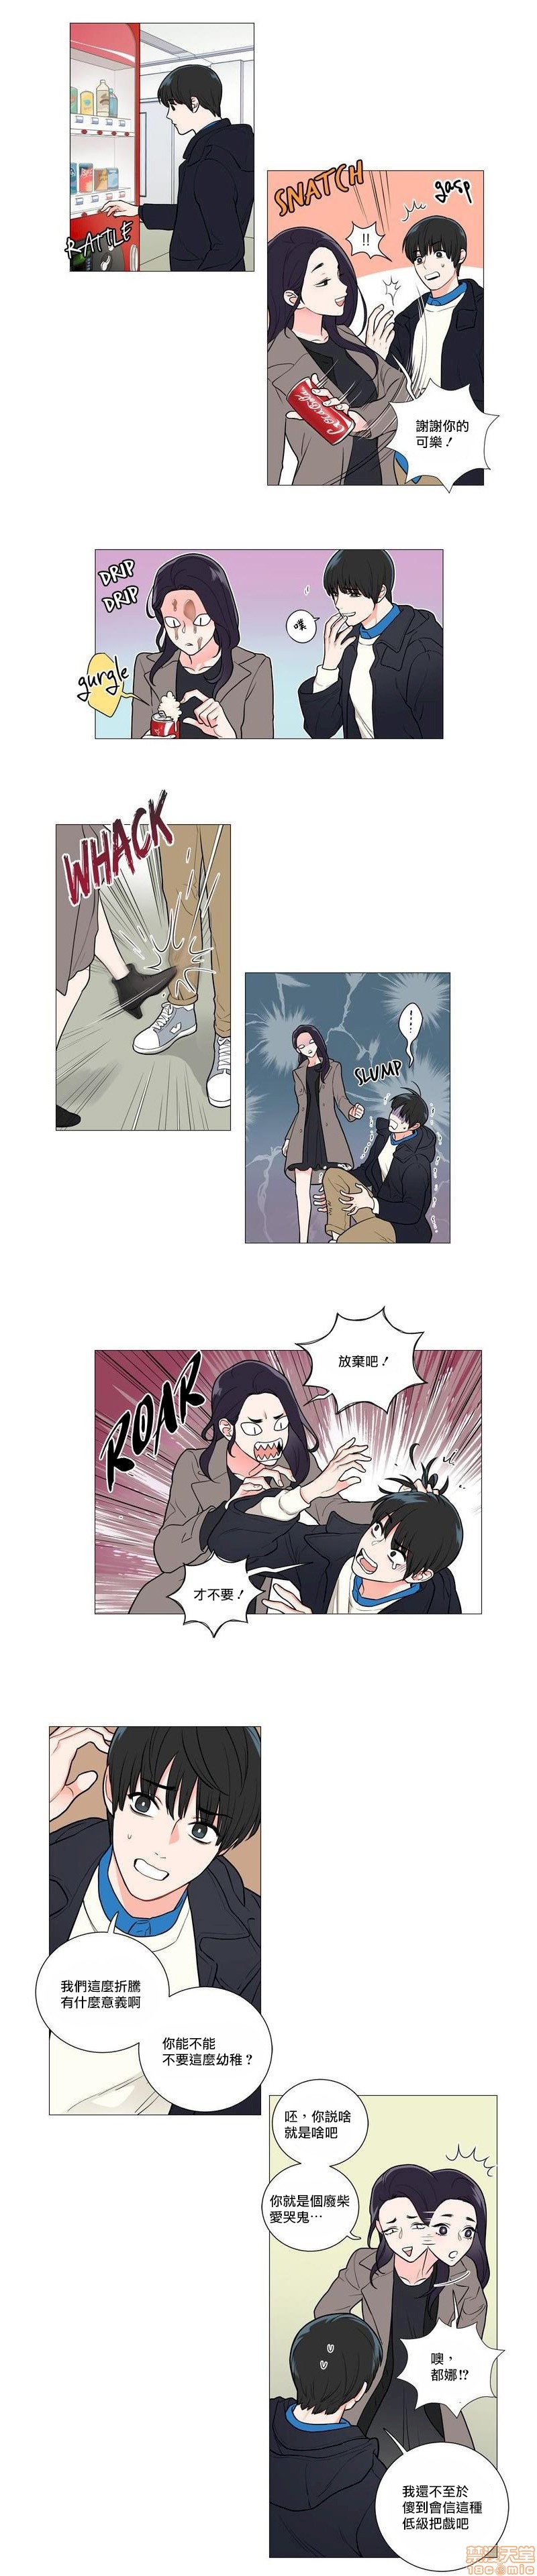 RATTLE
SNATCH
gasp
!!
Coca-Cola
謝謝你的
可樂！
DRIP
DRIP
噗
gurgle
WHACK
SLUMP
放棄吧！
ROAR
才不要！
我們這麼折騰
有什麼意義啊
你能不能
不要這麼幼稚？
呸，你説啥
就是啥吧
你就是個廢柴
愛哭鬼⋯
噢，
都娜!?
我還不至於
傻到會信這種
低級把戲吧